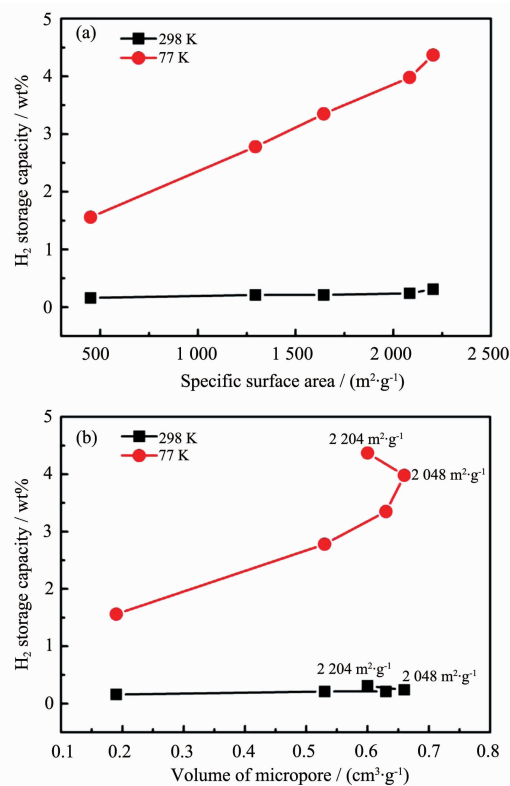 (a)
298 K
77 K
5
4
3
2
1
0
H₂ storage capacity / wt%
500
1 000
1 500
2 000
2 500
Specific surface area / (m²·g⁻¹)
(b)
298 K
77 K
2 204 m²·g⁻¹
2 048 m²·g⁻¹
2 204 m²·g⁻¹
2 048 m²·g⁻¹
5
4
3
2
1
0
H₂ storage capacity / wt%
0.1
0.2
0.3
0.4
0.5
0.6
0.7
0.8
Volume of micropore / (cm³·g⁻¹)